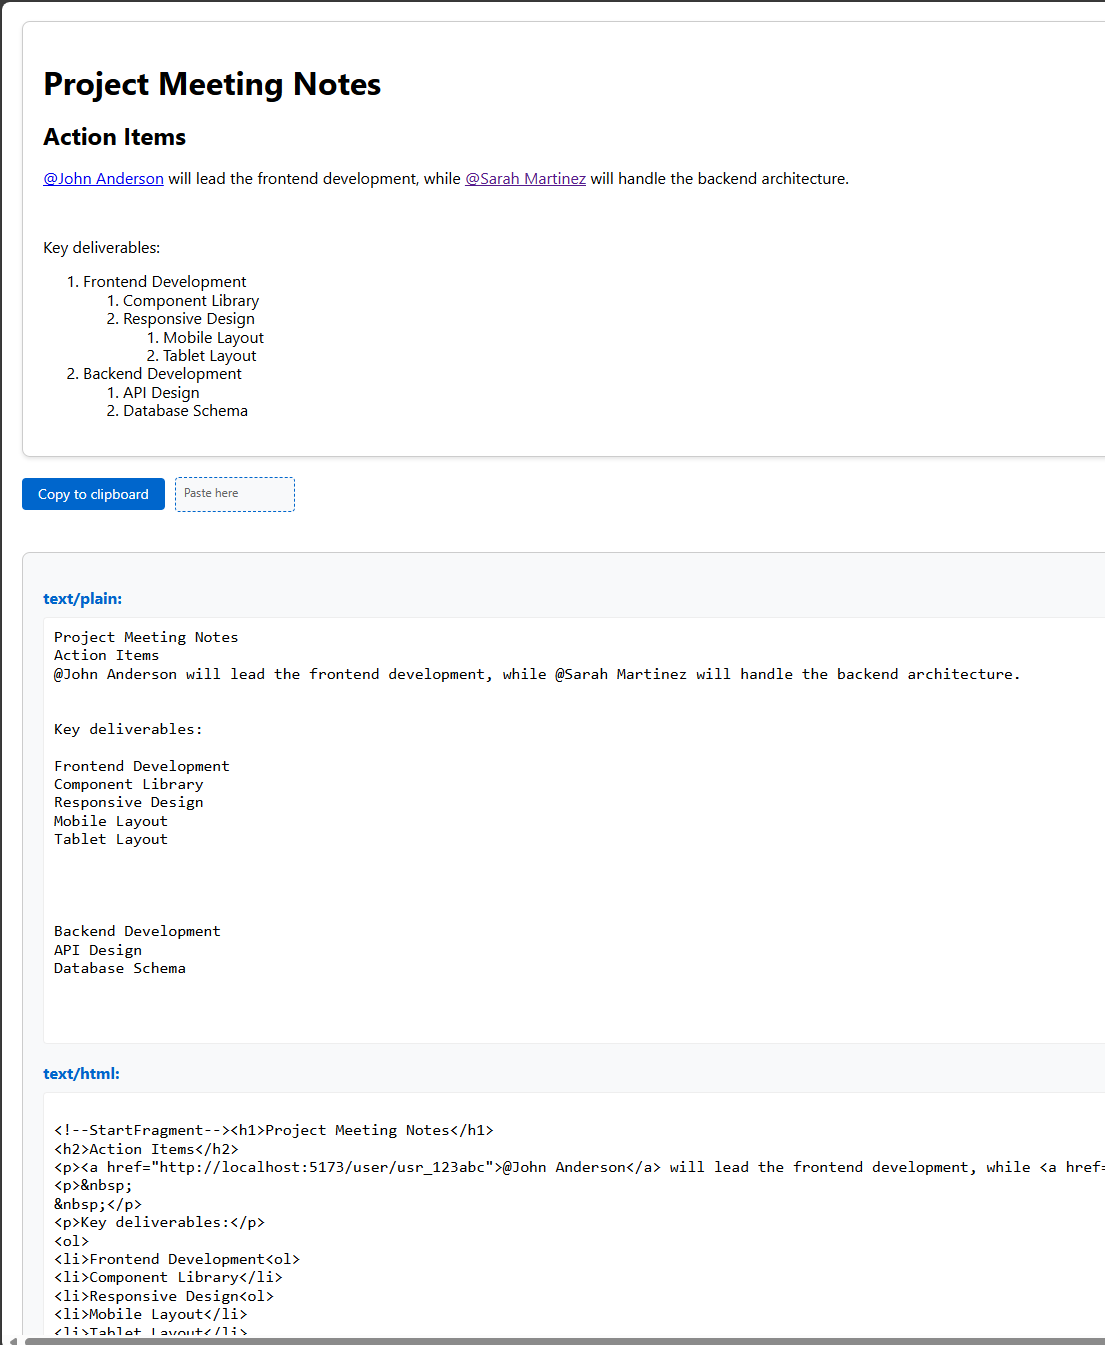 Project Meeting Notes
Action Items
@John Anderson will lead the frontend development, while @Sarah Martinez will handle the backend architecture.
Key deliverables:
1. Frontend Development
1. Component Library
2. Responsive Design
1. Mobile Layout
2. Tablet Layout
2. Backend Development
1. API Design
2. Database Schema
Copy to clipboard
Paste here
text/plain:
Project Meeting Notes
Action Items
@John Anderson will lead the frontend development, while @Sarah Martinez will handle the backend architecture.
Key deliverables:
Frontend Development
Component Library
Responsive Design
Mobile Layout
Tablet Layout
Backend Development
API Design
Database Schema
text/html:
<!--StartFragment--><h1>Project Meeting Notes</h1>
<h2>Action Items</h2>
<p><a href="http://localhost:5173/user/usr_123abc">@John Anderson</a> will lead the frontend development, while <a href=
<p>&nbsp;
&nbsp;</p>
<p>Key deliverables:</p>
<ol>
<li>Frontend Development<ol>
<li>Component Library</li>
<li>Responsive Design<ol>
<li>Mobile Layout</li>
<li>Tablet Layout</li>